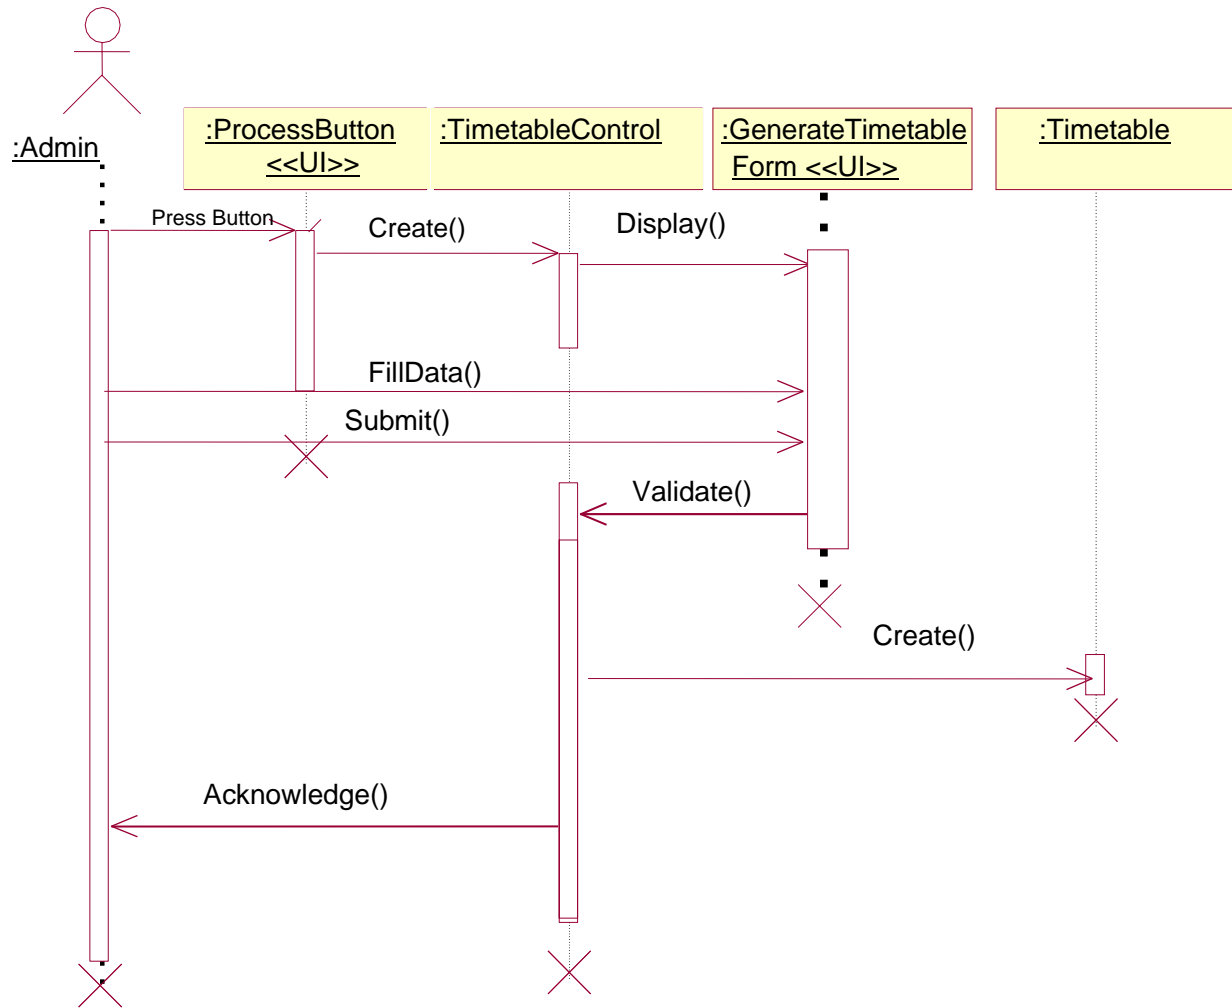 :Admin
:ProcessButton
<<UI>>
:TimetableControl
:GenerateTimetable
Form <<UI>>
:Timetable
Press Button
Create()
Display()
FillData()
Submit()
Validate()
Create()
Acknowledge()